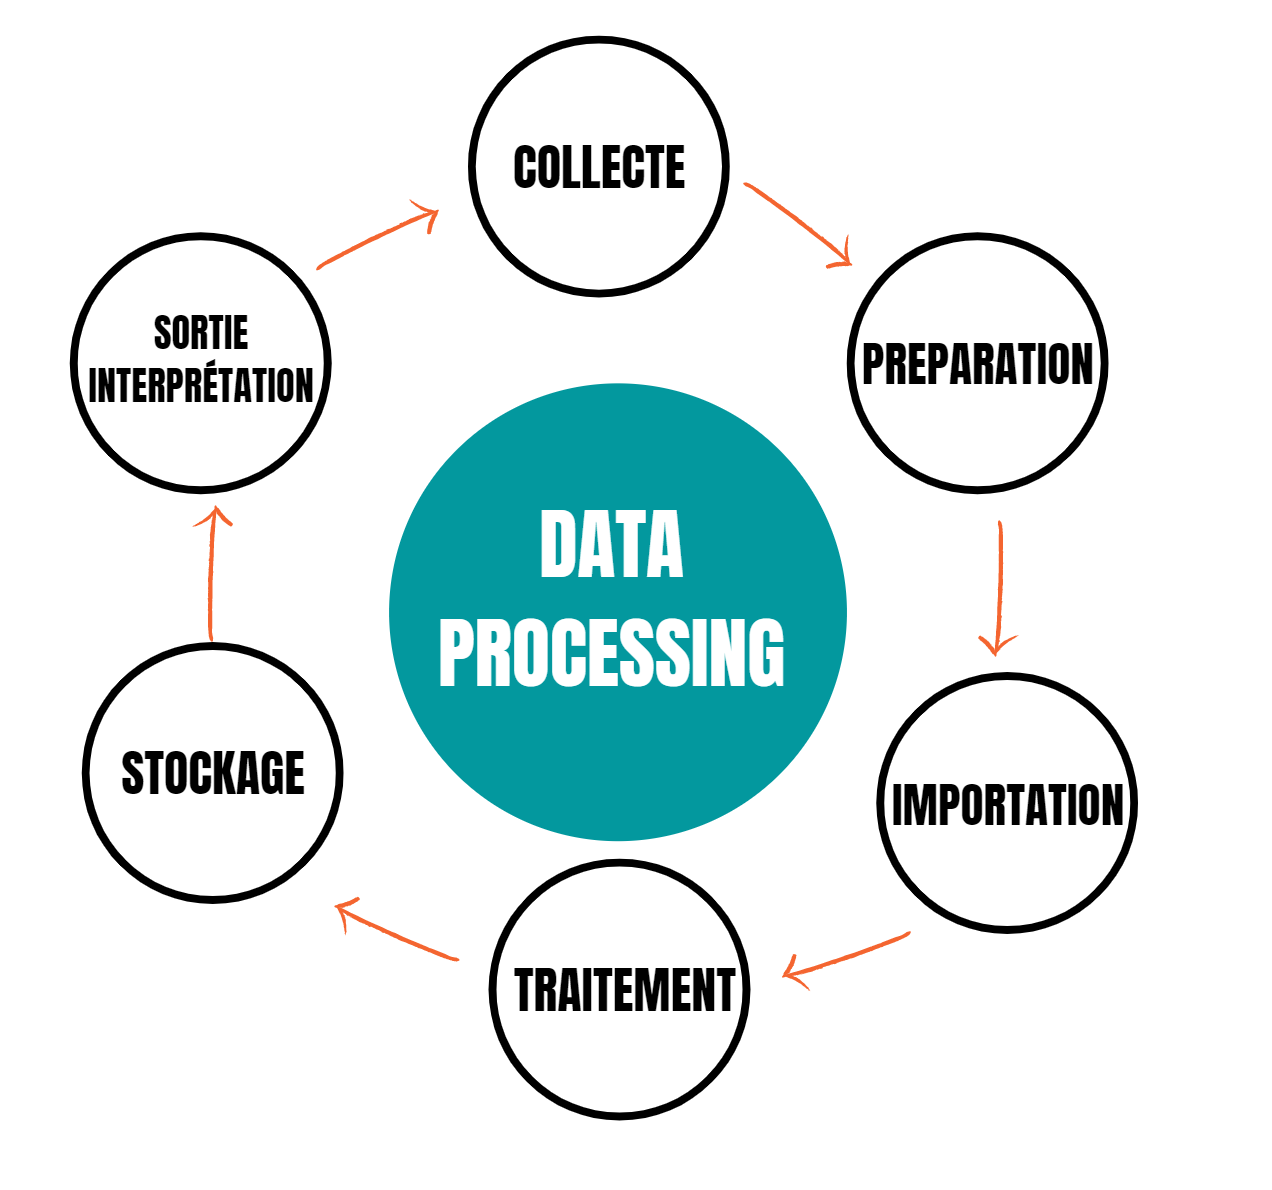 COLLECTE
PREPARATION
IMPORTATION
TRAITEMENT
STOCKAGE
SORTIE
INTERPRÉTATION
DATA
PROCESSING